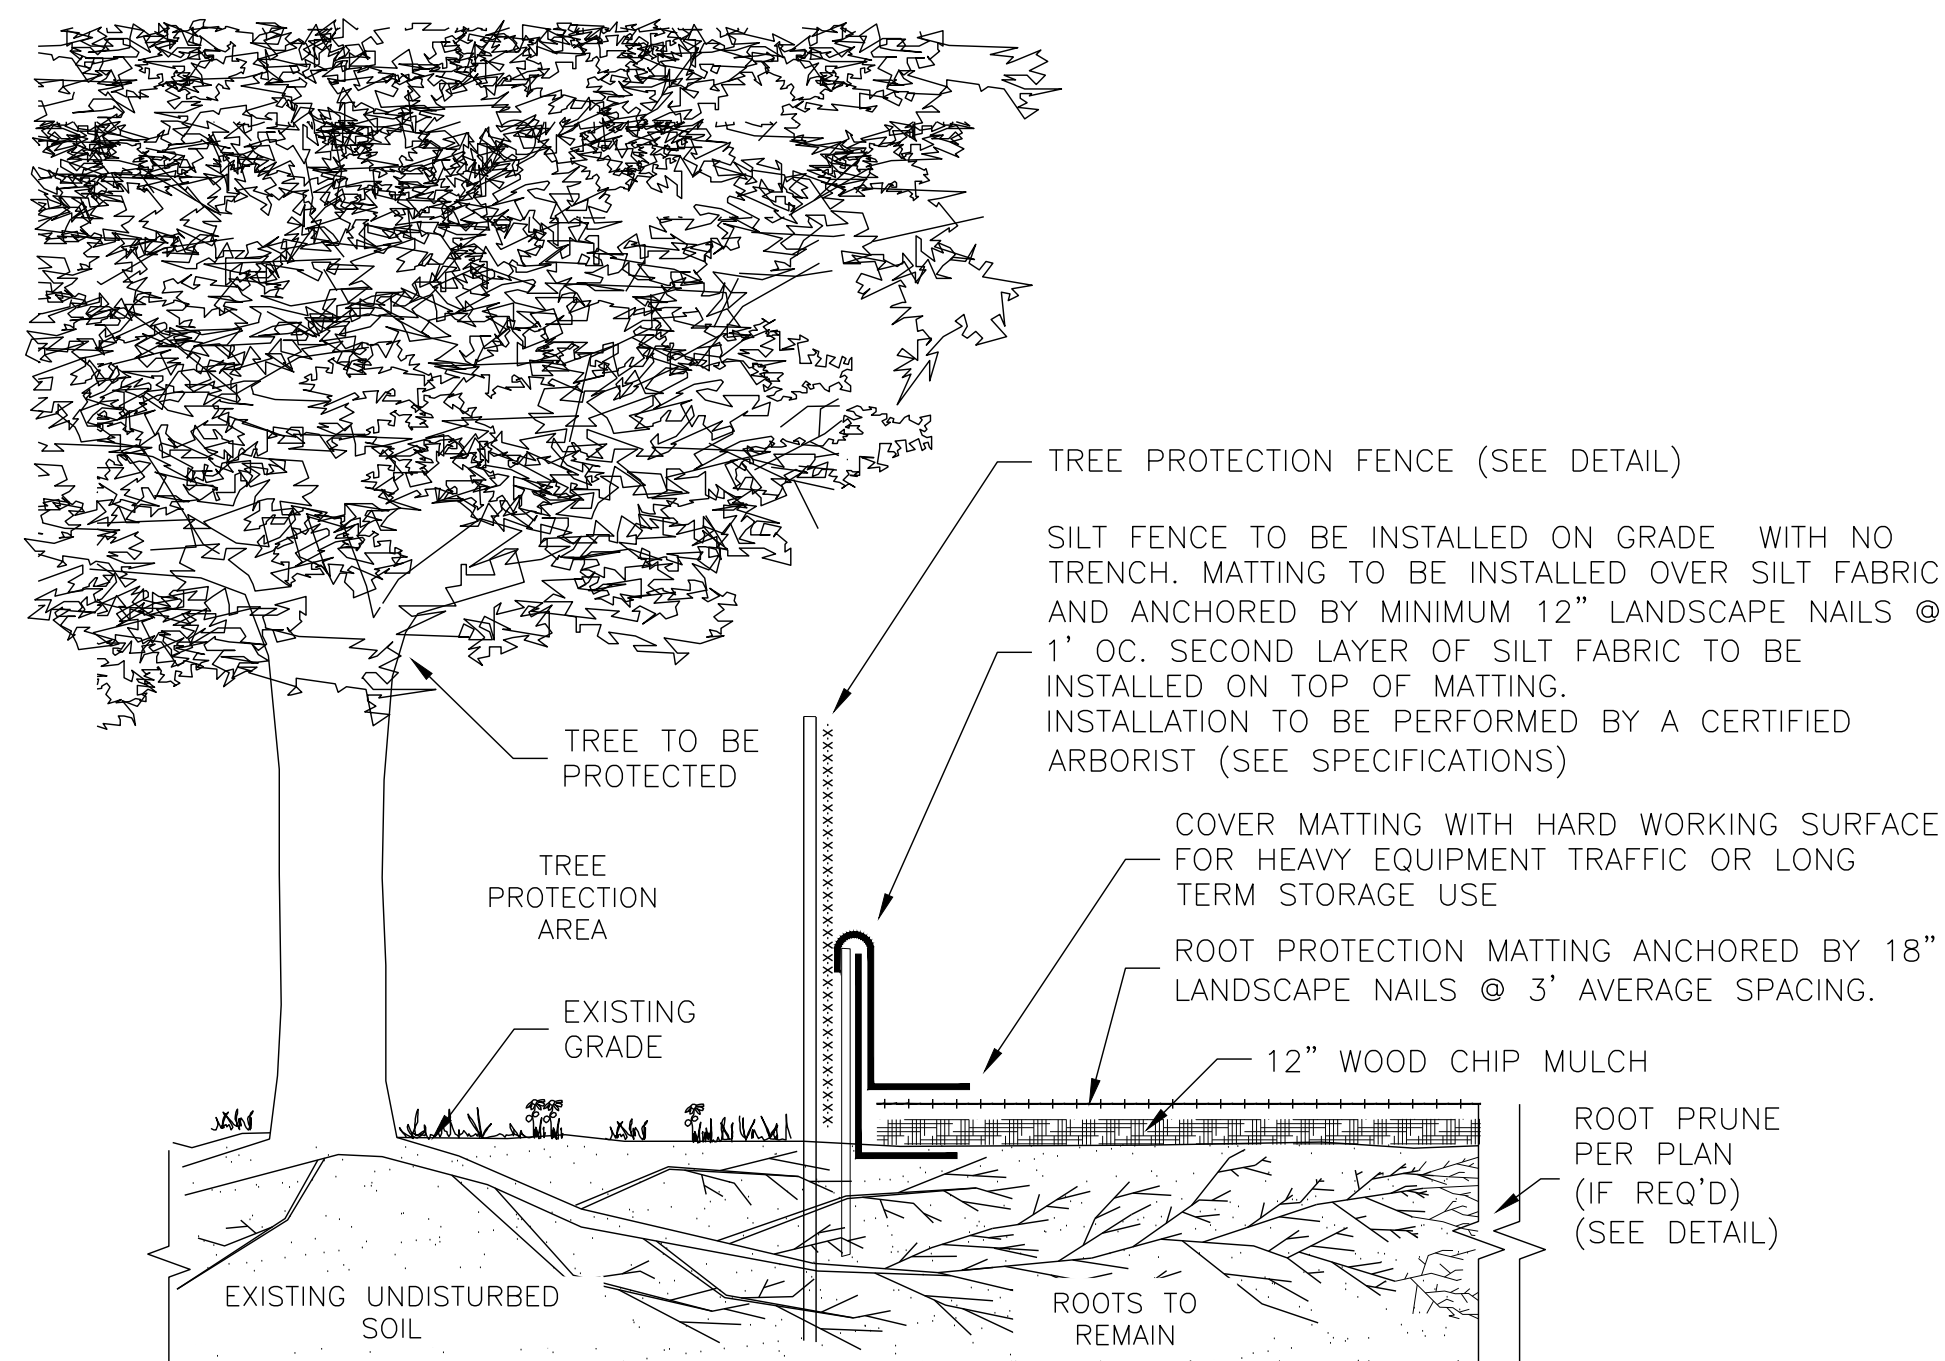 TREE PROTECTION FENCE (SEE DETAIL)
SILT FENCE TO BE INSTALLED ON GRADE WITH NO
TRENCH. MATTING TO BE INSTALLED OVER SILT FABRIC
AND ANCHORED BY MINIMUM 12" LANDSCAPE NAILS @
1' OC. SECOND LAYER OF SILT FABRIC TO BE
INSTALLED ON TOP OF MATTING.
INSTALLATION TO BE PERFORMED BY A CERTIFIED
ARBORIST (SEE SPECIFICATIONS)
TREE TO BE
PROTECTED
COVER MATTING WITH HARD WORKING SURFACE
FOR HEAVY EQUIPMENT TRAFFIC OR LONG
TERM STORAGE USE
TREE
PROTECTION
AREA
ROOT PROTECTION MATTING ANCHORED BY 18"
LANDSCAPE NAILS @ 3' AVERAGE SPACING.
EXISTING
GRADE
12" WOOD CHIP MULCH
ROOT PRUNE
PER PLAN
(IF REQ'D)
(SEE DETAIL)
EXISTING UNDISTURBED
SOIL
ROOTS TO
REMAIN